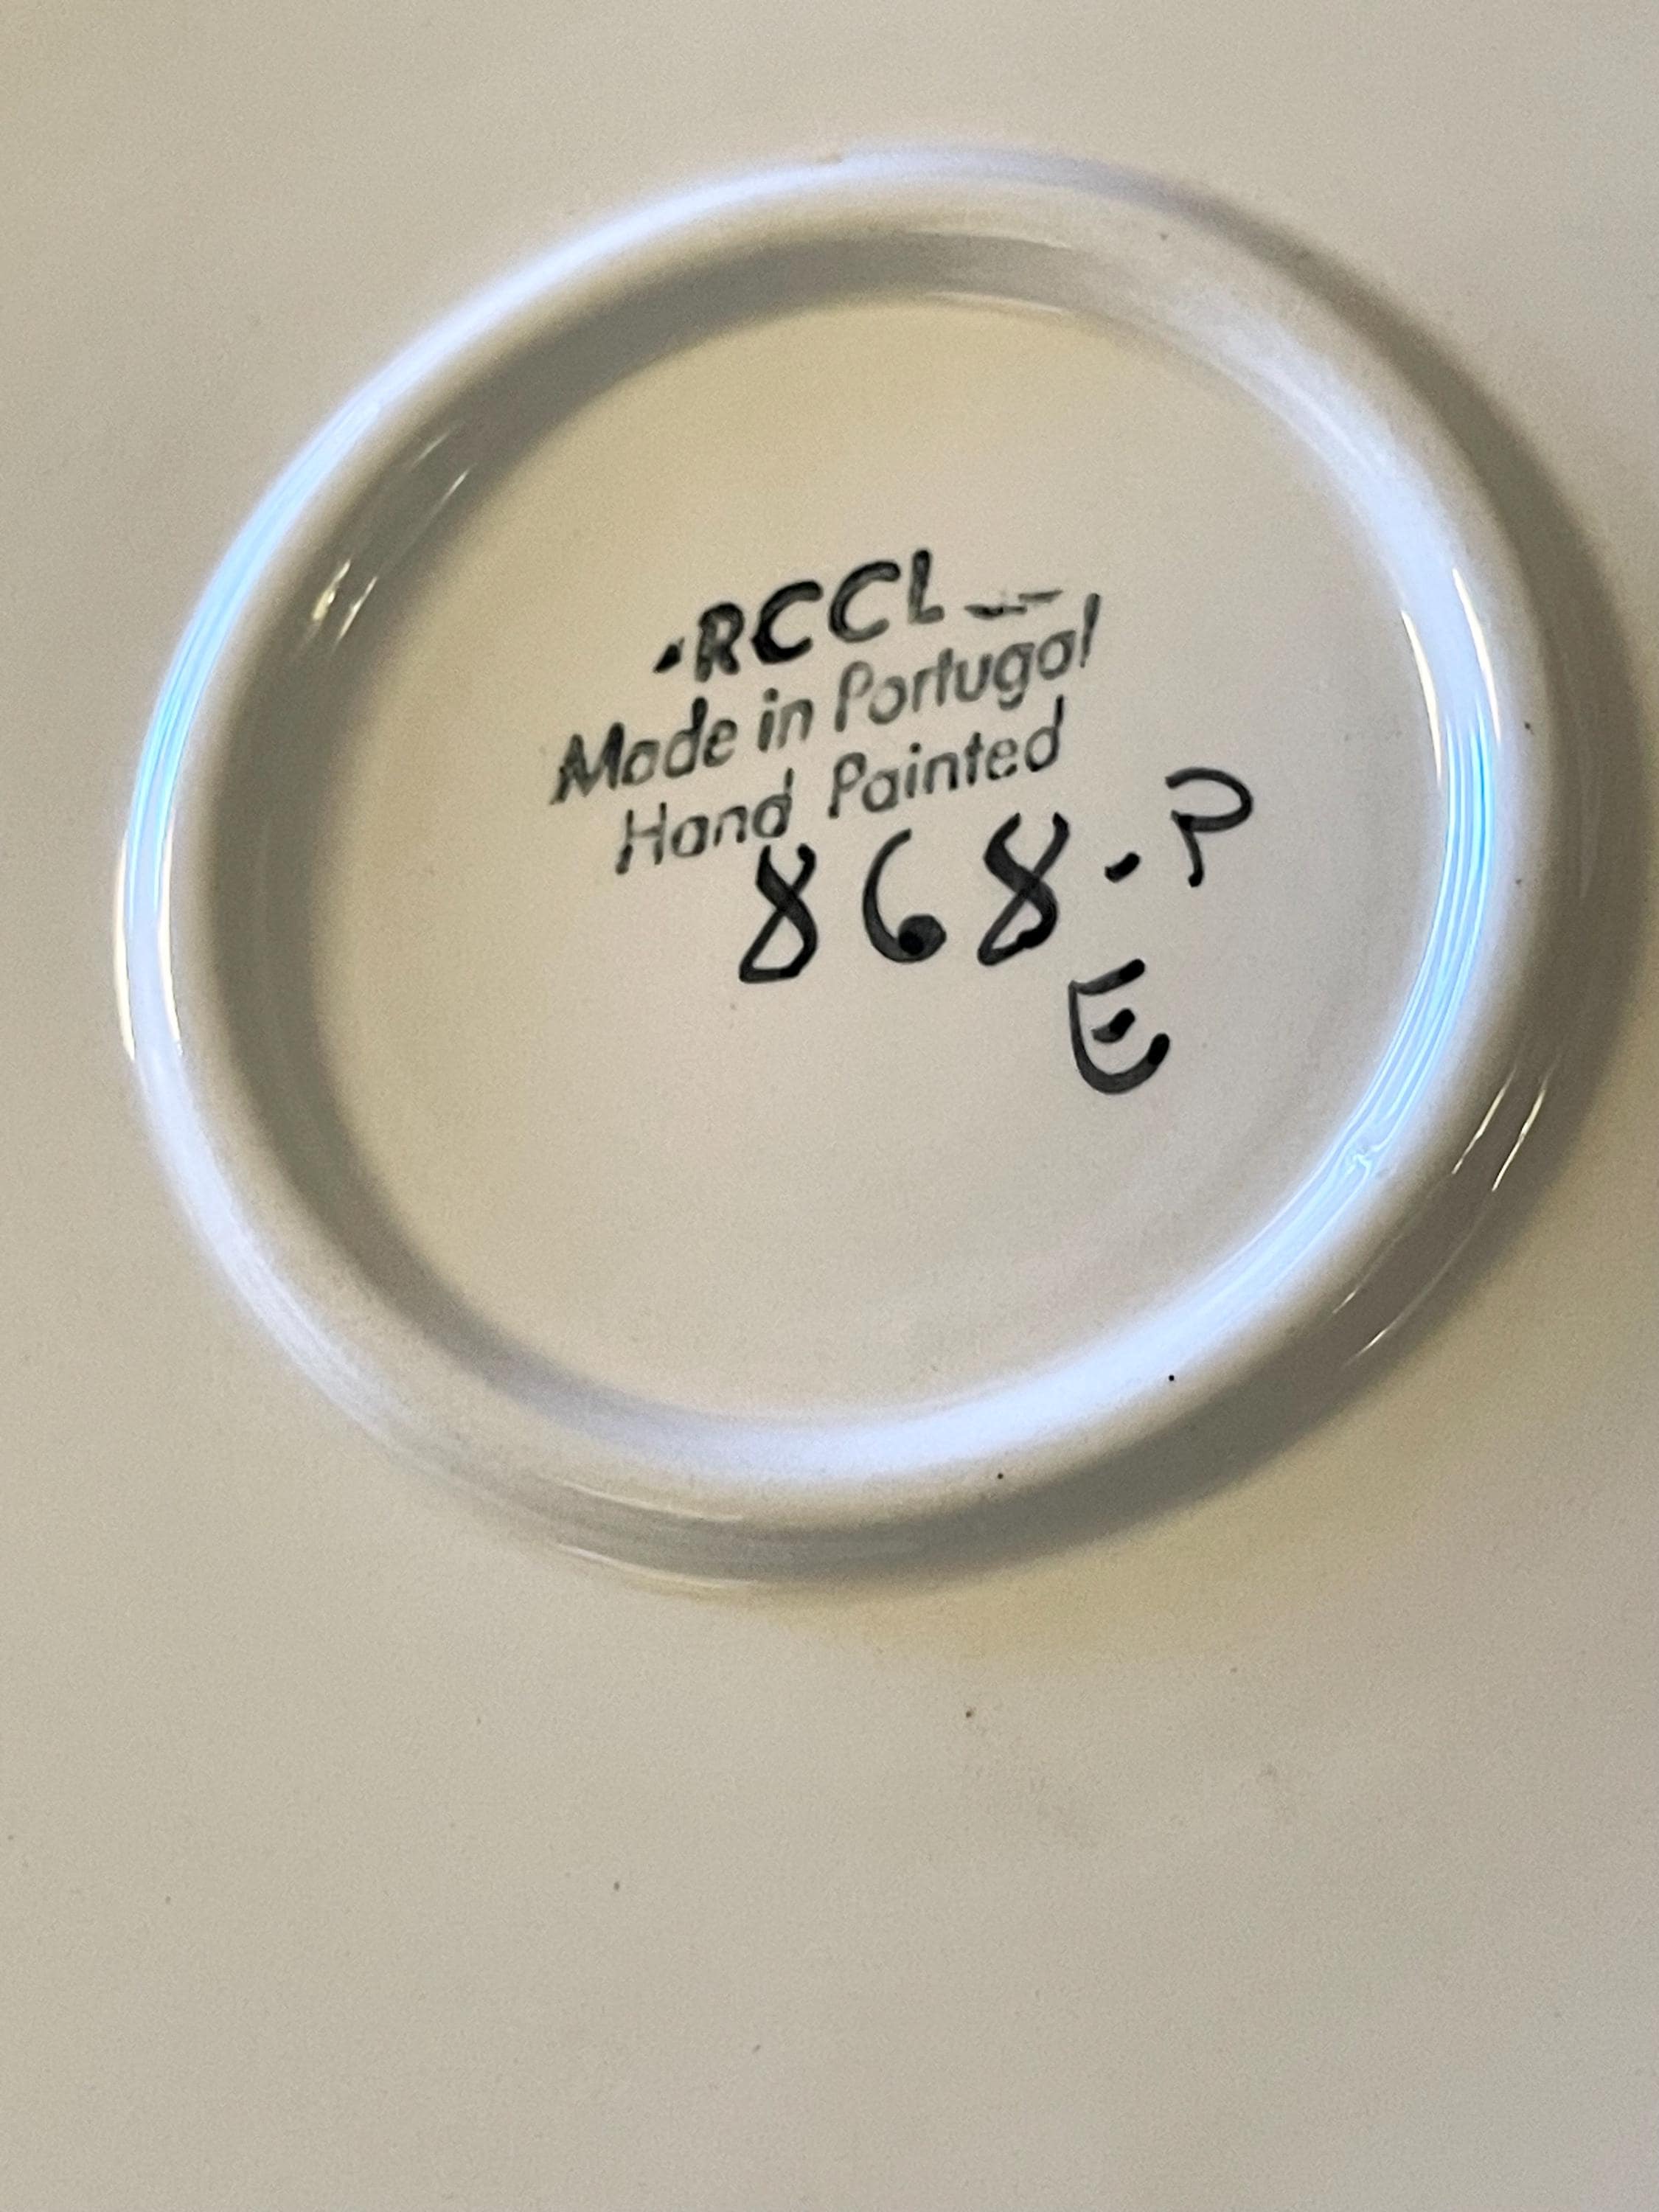 RCCL
Made in Portugal
Hand Painted
868-P
E